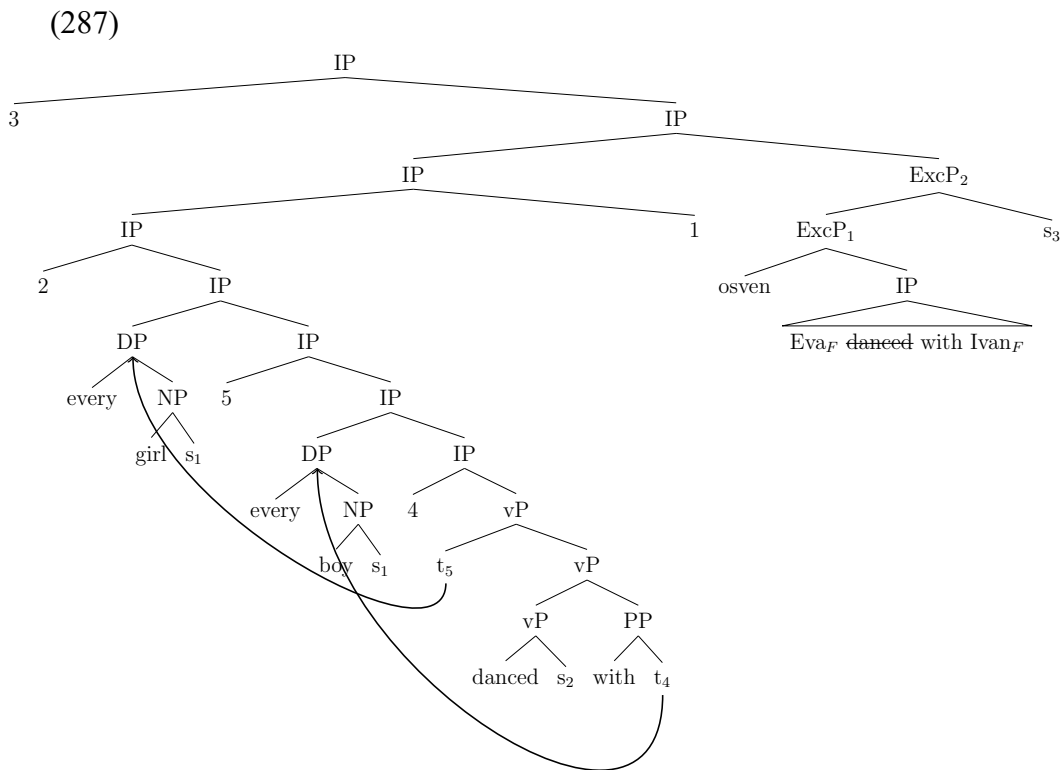 (287)
IP
3 IP
IP ExcP₂
IP 1 ExcP₁ s₃
2 IP osven IP
DP IP Eva_F ~~danced~~ with Ivan_F
every NP 5 IP
girl s₁ DP IP
every NP 4 vP
boy s₁ t₅ vP
vP PP
danced s₂ with t₄